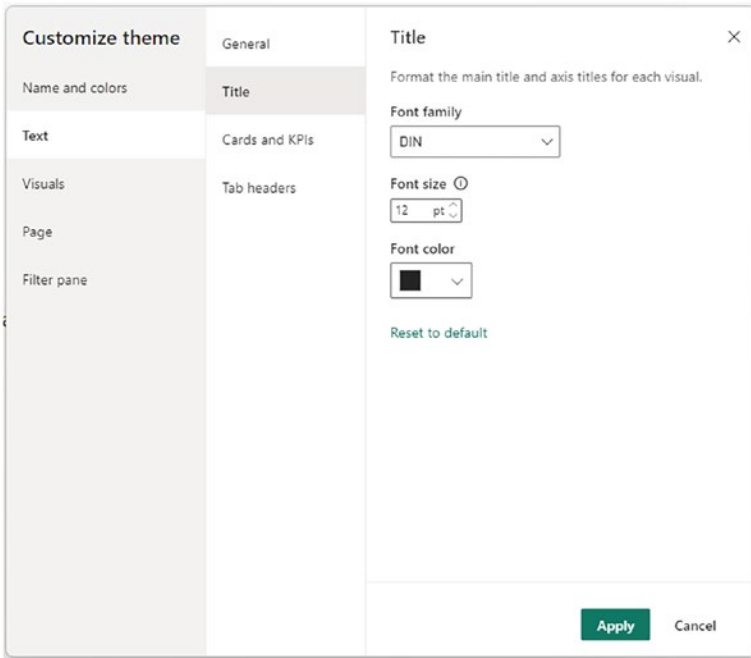 Customize theme
Name and colors
Text
Visuals
Page
Filter pane
General
Title
Cards and KPIs
Tab headers
Title
Format the main title and axis titles for each visual.
Font family
DIN
Font size
12 pt
Font color
Reset to default
Apply
Cancel